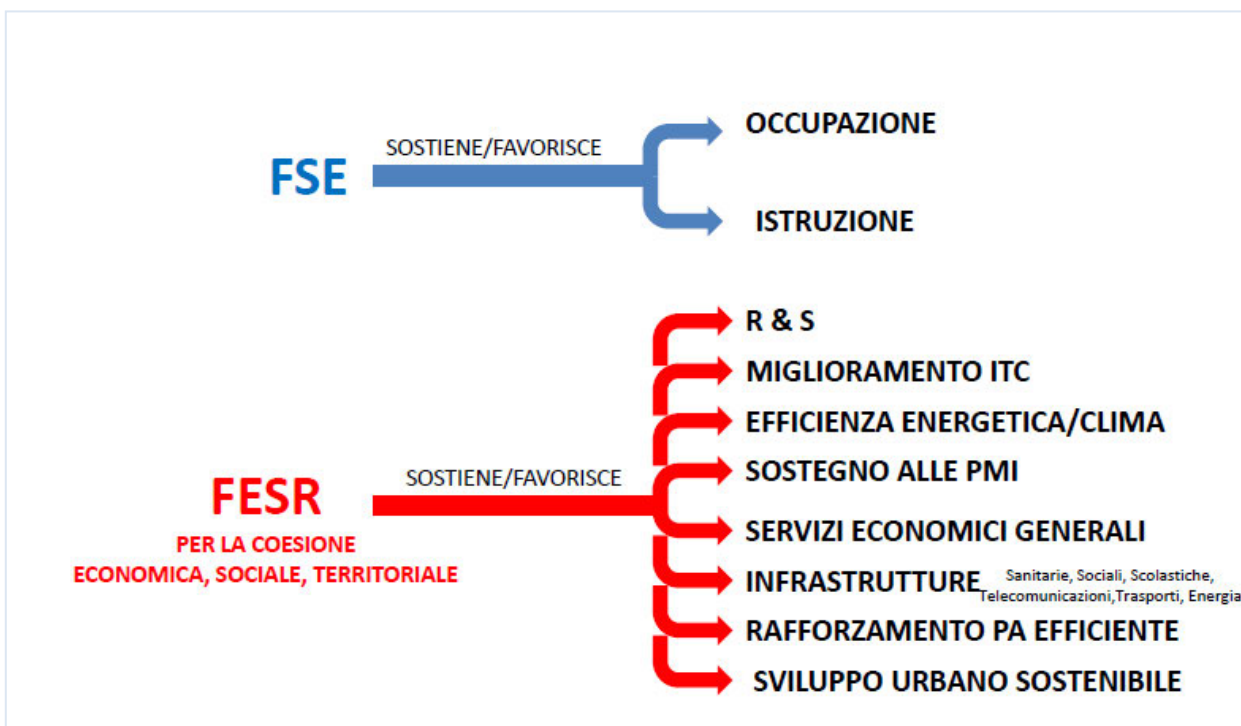 FSE
SOSTIENE/FAVORISCE
OCCUPAZIONE
ISTRUZIONE
FESR
PER LA COESIONE
ECONOMICA, SOCIALE, TERRITORIALE
SOSTIENE/FAVORISCE
R & S
MIGLIORAMENTO ITC
EFFICIENZA ENERGETICA/CLIMA
SOSTEGNO ALLE PMI
SERVIZI ECONOMICI GENERALI
INFRASTRUTTURE
Sanitarie, Sociali, Scolastiche,
Telecomunicazioni,Trasporti, Energia
RAFFORZAMENTO PA EFFICIENTE
SVILUPPO URBANO SOSTENIBILE